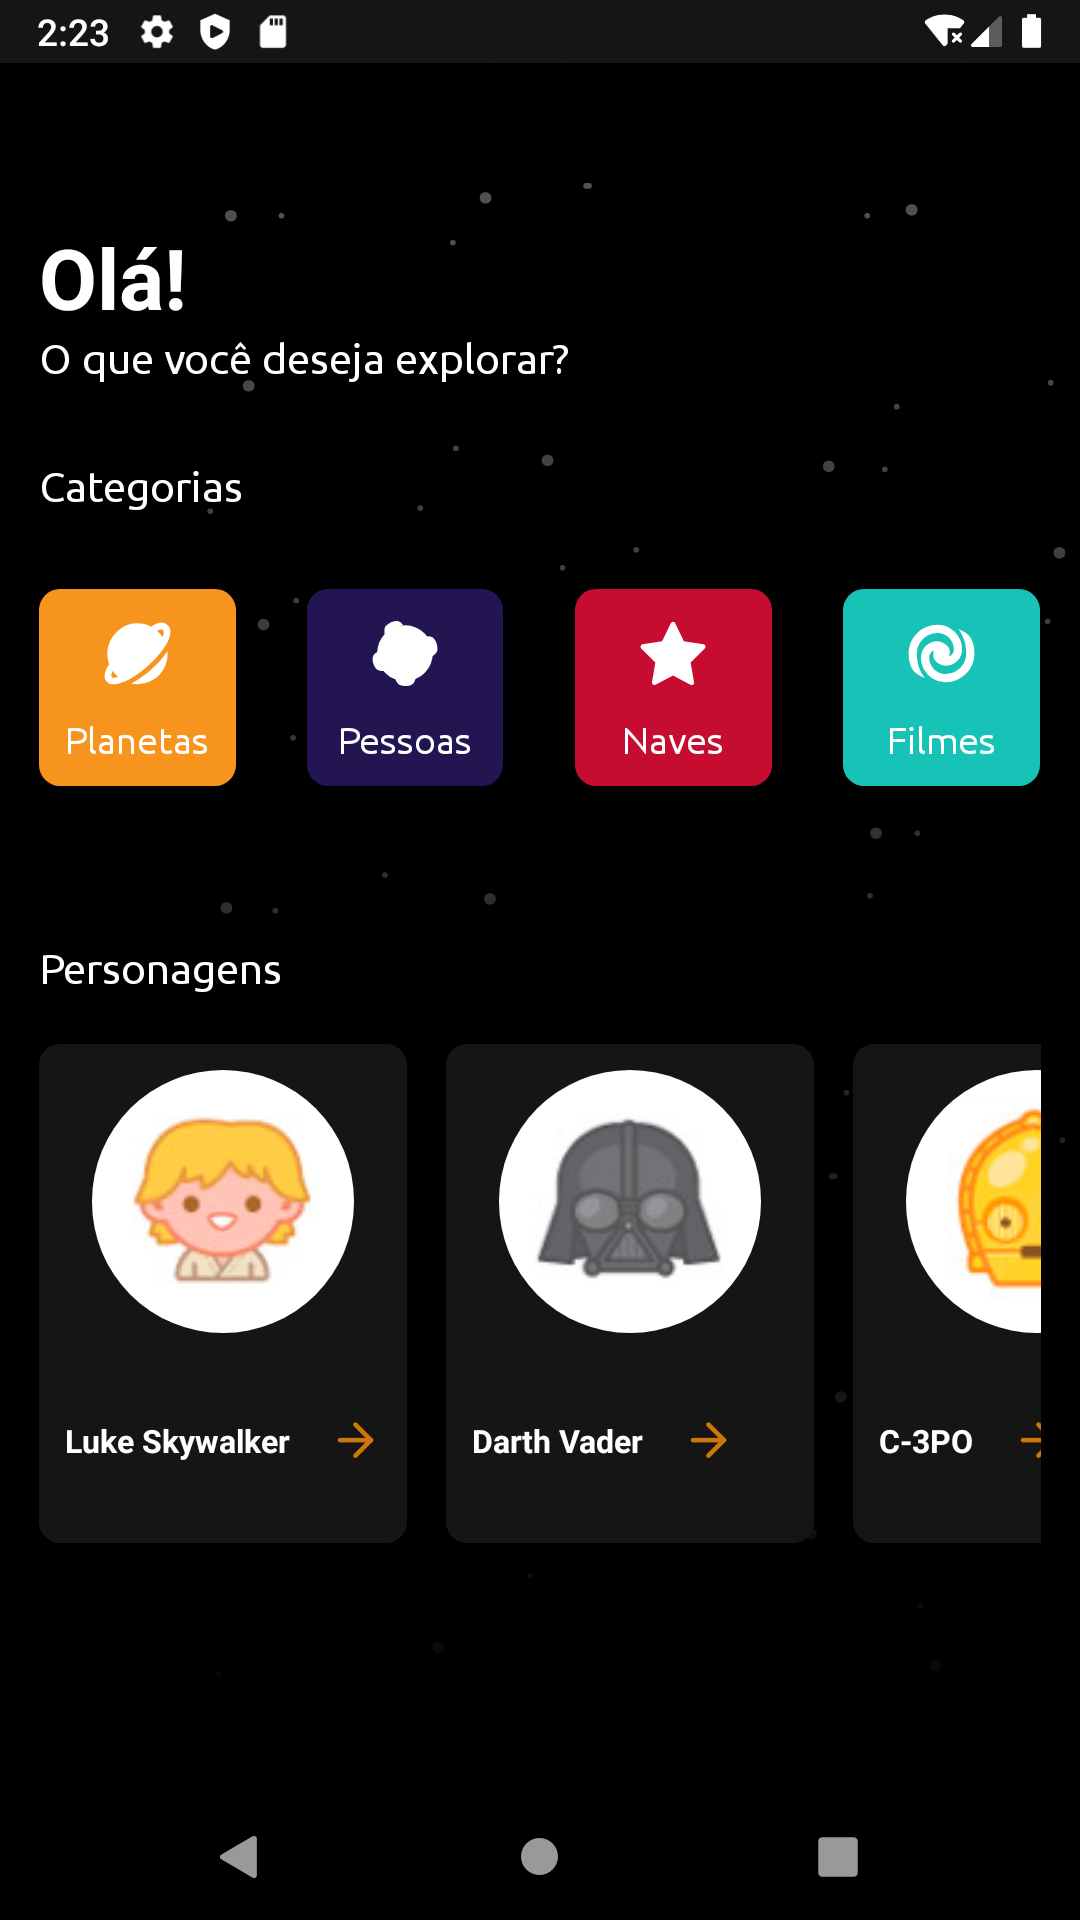 2:23
Olá!
O que você deseja explorar?
Categorias
Planetas
Pessoas
Naves
Filmes
Personagens
Luke Skywalker
Darth Vader
C-3PO